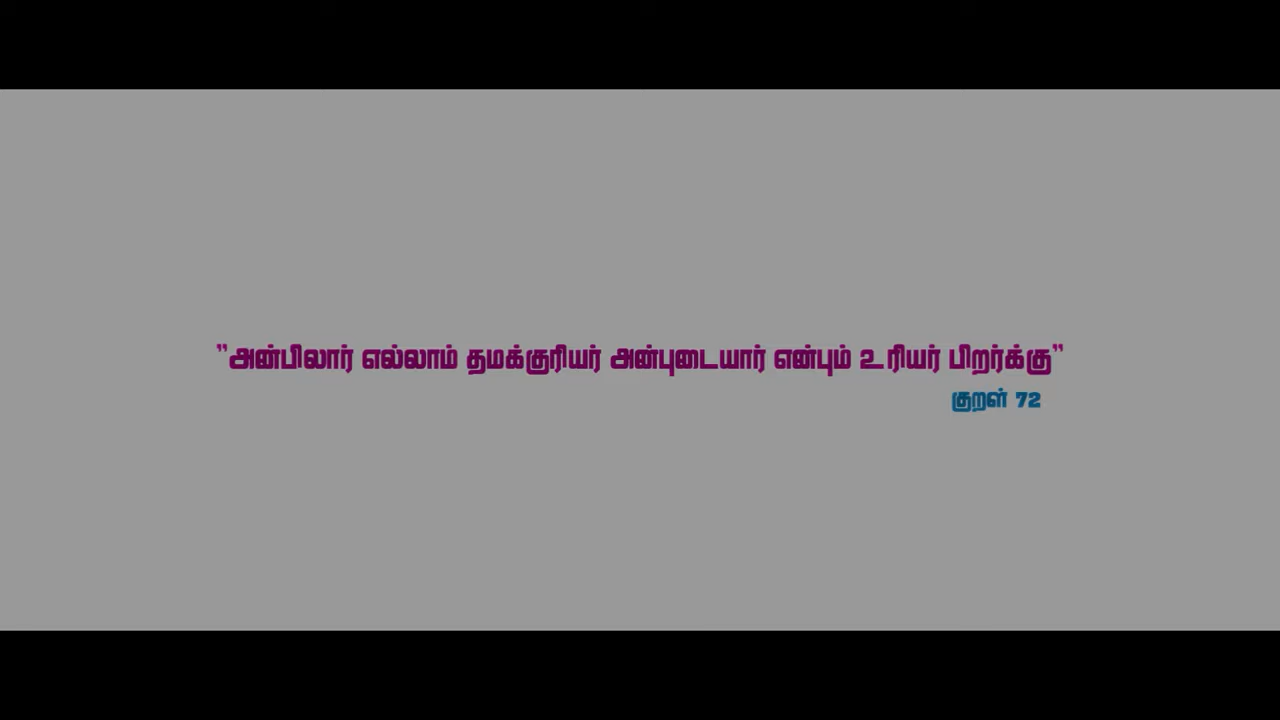 "அன்பிலார் எல்லாம் தமக்குரியர் அன்புடையார் என்பும் உரியர் பிறர்க்கு"
குறள் 72